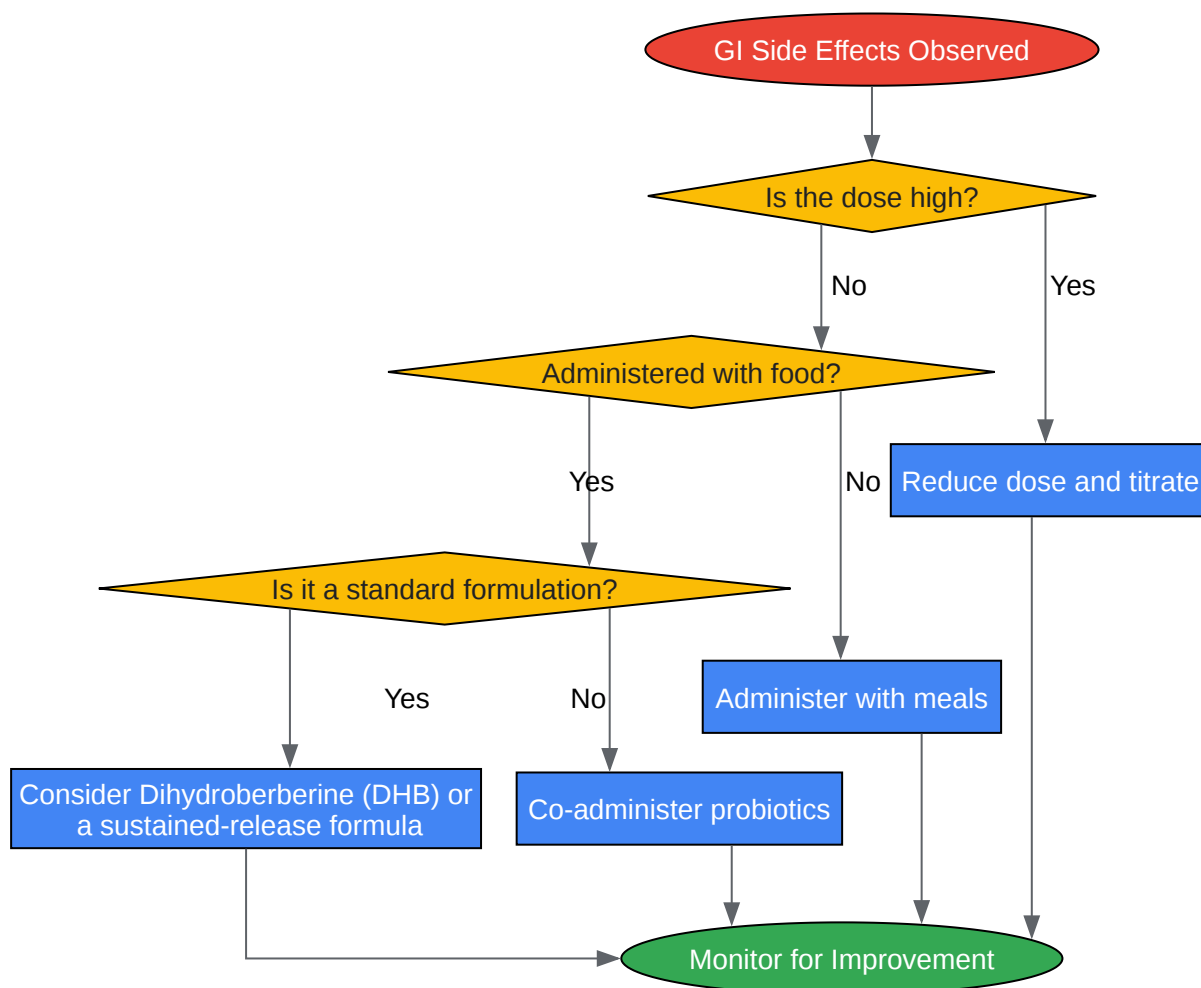 GI Side Effects Observed
Is the dose high?
No
Yes
Administered with food?
Yes
No
Reduce dose and titrate
Is it a standard formulation?
Yes
No
Administer with meals
Consider Dihydroberberine (DHB) or
a sustained-release formula
Co-administer probiotics
Monitor for Improvement